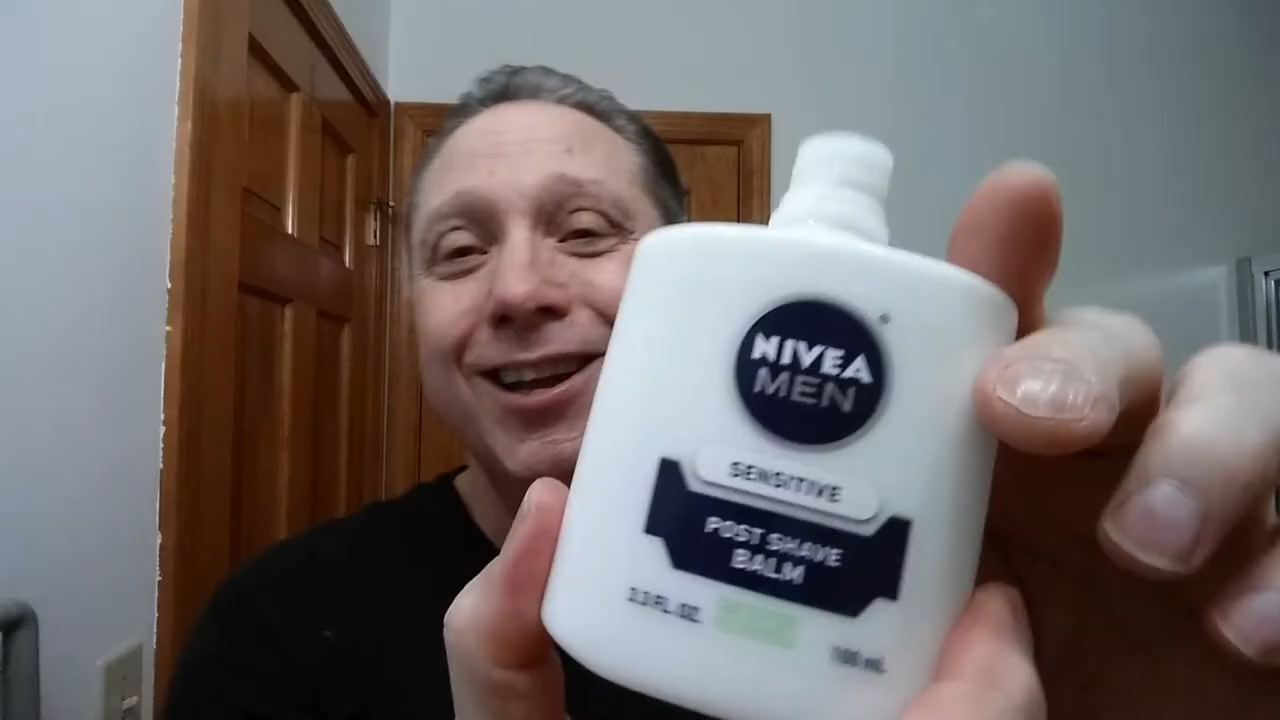 NIVEA
MEN
SENSITIVE
POST SHAVE
BALM
3.3 FL. OZ.
100 mL